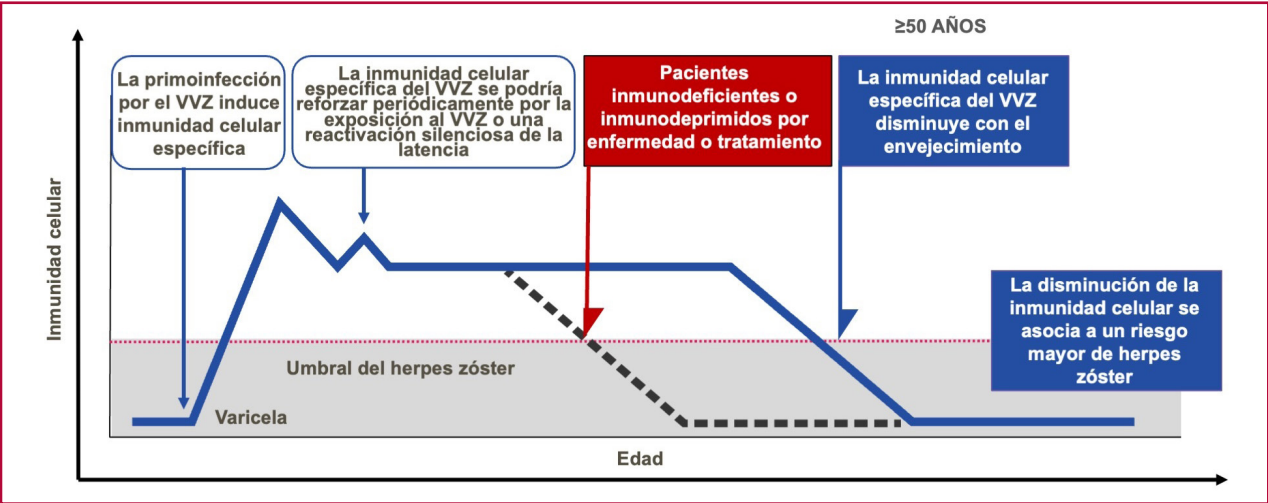 ≥50 AÑOS
La primoinfección
por el VVZ induce
inmunidad celular
específica
La inmunidad celular
específica del VVZ se podría
reforzar periódicamente por la
exposición al VVZ o una
reactivación silenciosa de la
latencia
Pacientes
inmunodeficientes o
inmunodeprimidos por
enfermedad o tratamiento
La inmunidad celular
específica del VVZ
disminuye con el
envejecimiento
Inmunidad celular
La disminución de la
inmunidad celular se
asocia a un riesgo
mayor de herpes
zóster
Umbral del herpes zóster
Varicela
Edad